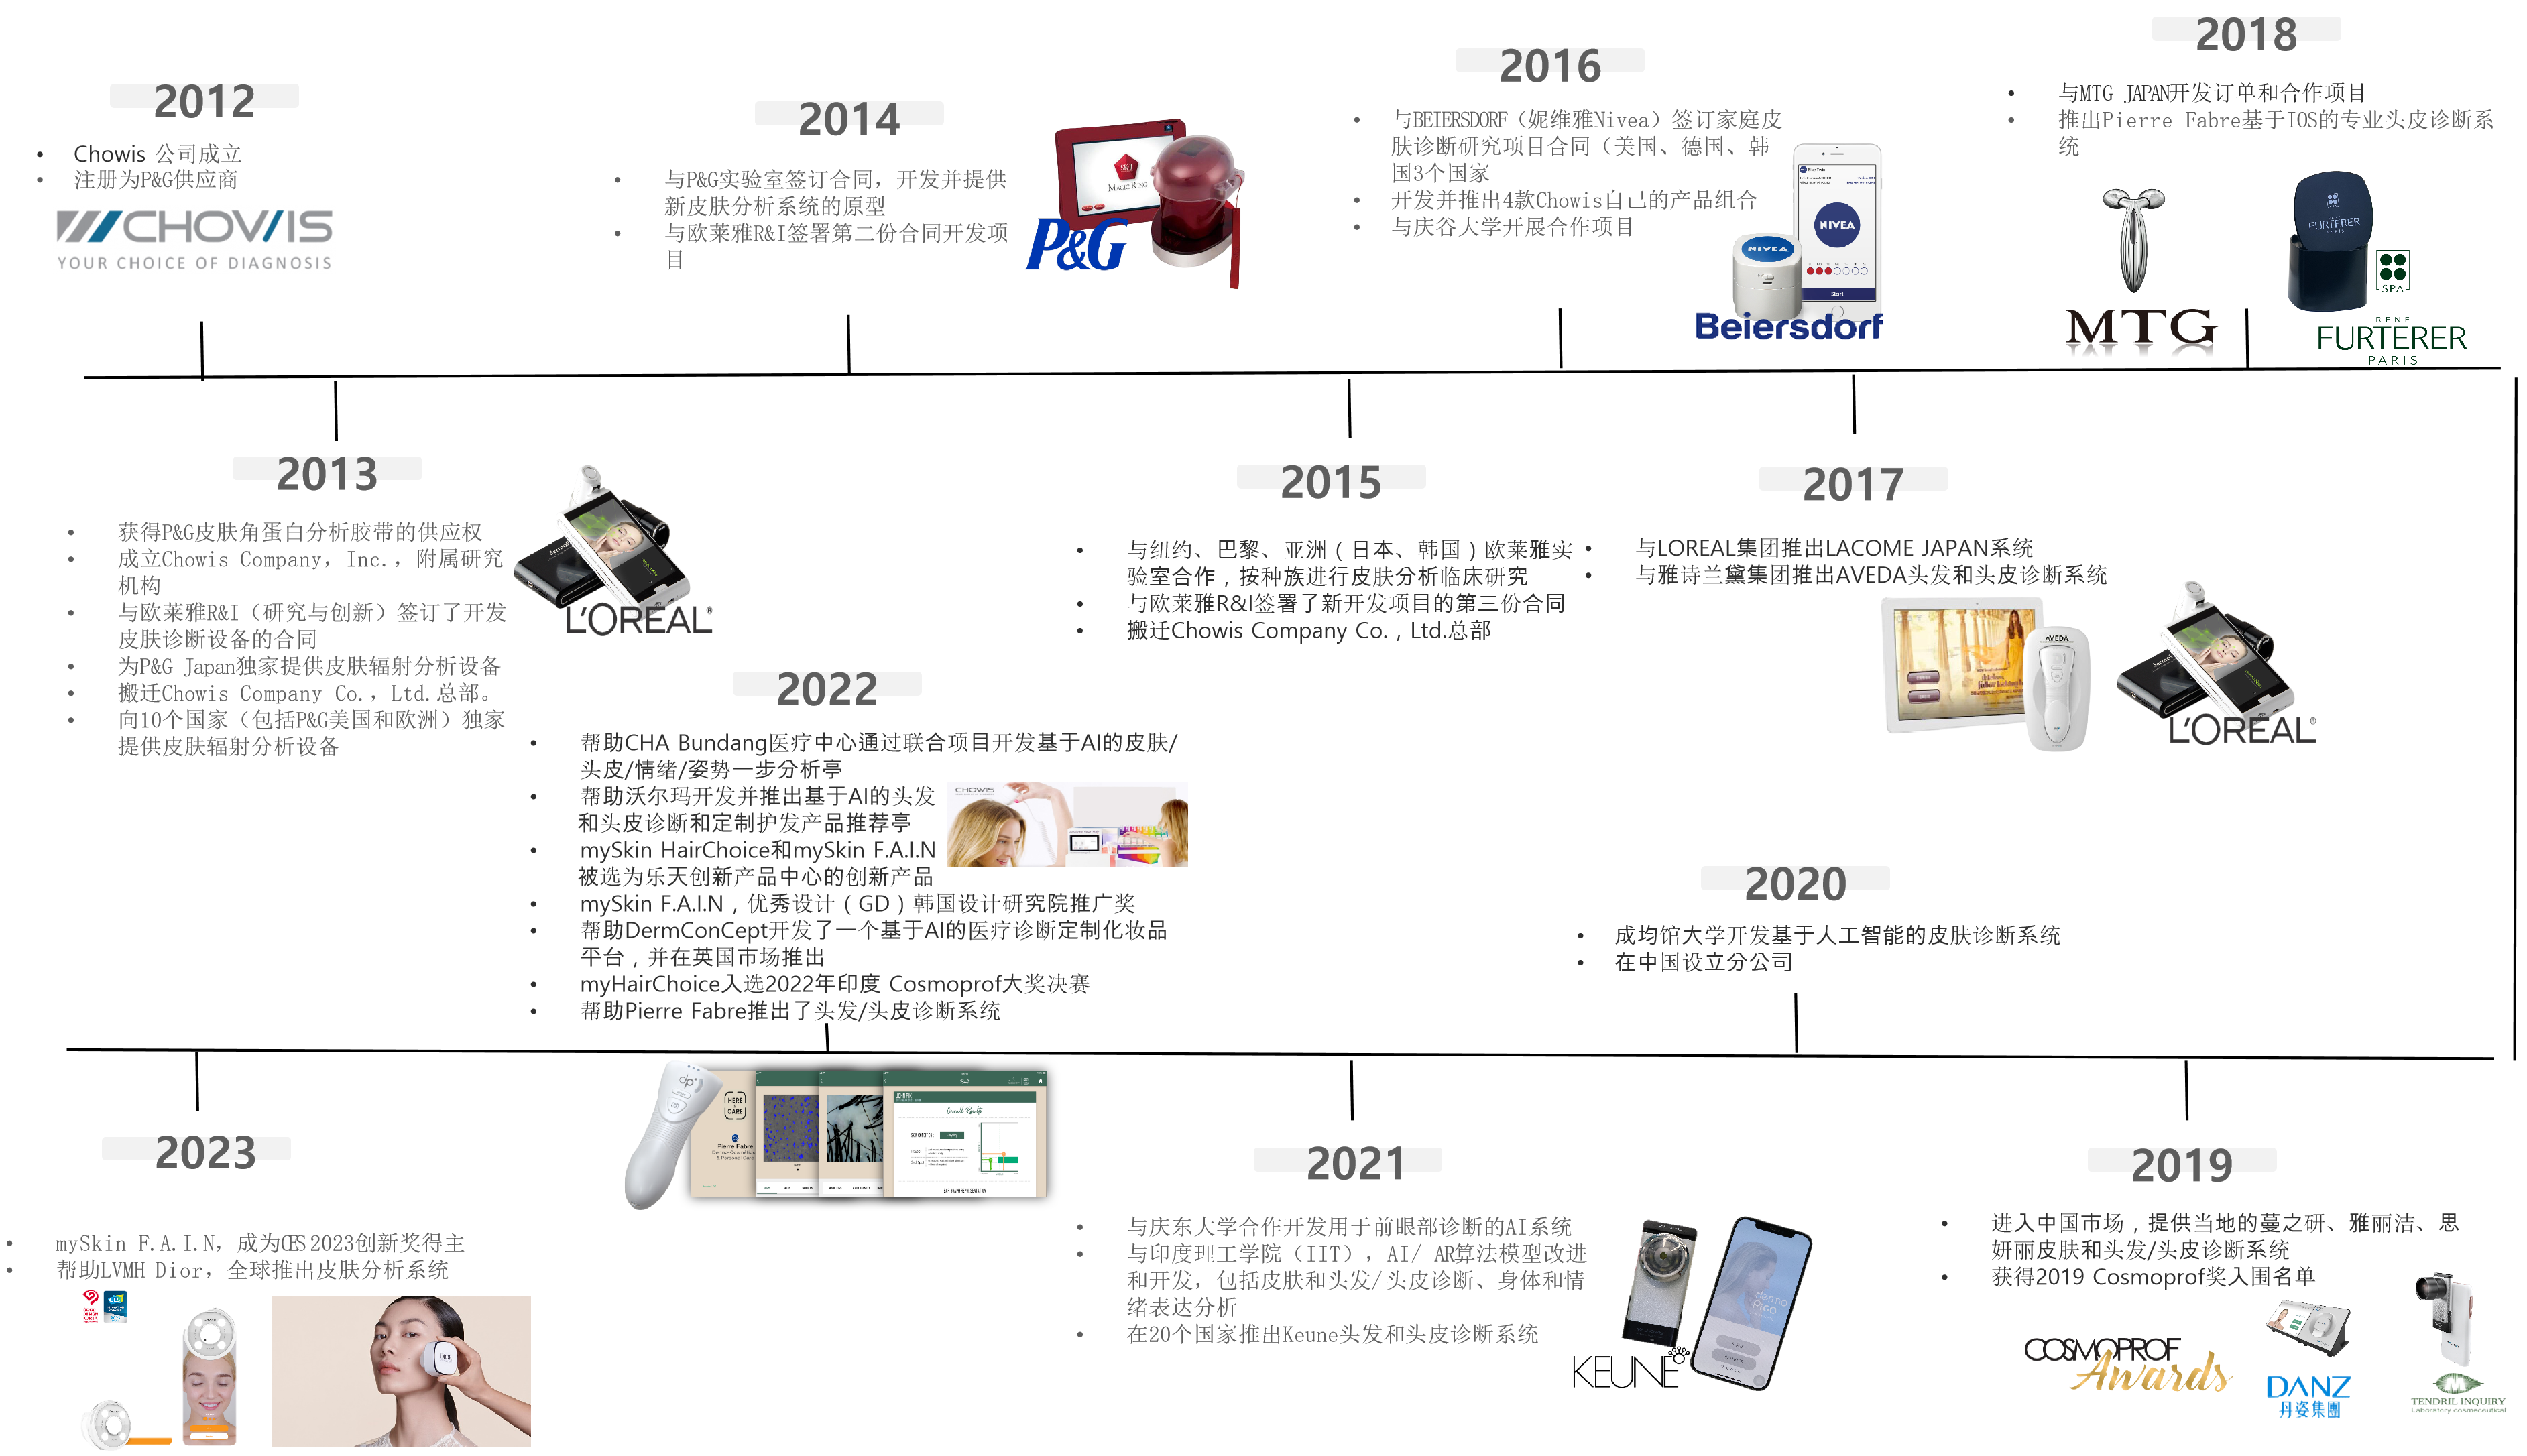 2012
• Chowis 公司成立
• 注册为P&G供应商
CHOWIS
YOUR CHOICE OF DIAGNOSIS
2014
• 与P&G实验室签订合同，开发并提供
新皮肤分析系统的原型
• 与欧莱雅R&I签署第二份合同开发项
目
SK-II
MAGIC RING
P&G
2016
• 与BEIERSDORF（妮维雅Nivea）签订家庭皮
肤诊断研究项目合同（美国、德国、韩
国3个国家
• 开发并推出4款Chowis自己的产品组合
• 与庆谷大学开展合作项目
NIVEA
NIVEA
Start
Beiersdorf
2018
• 与MTG JAPAN开发订单和合作项目
• 推出Pierre Fabre基于IOS的专业头皮诊断系
统
MTG
RENE
FURTERER
PARIS
SPA
RENE
FURTERER
PARIS
2013
• 获得P&G皮肤角蛋白分析胶带的供应权
• 成立Chowis Company, Inc.，附属研究
机构
• 与欧莱雅R&I（研究与创新）签订了开发
皮肤诊断设备的合同
• 为P&G Japan独家提供皮肤辐射分析设备
• 搬迁Chowis Company Co.，Ltd.总部。
• 向10个国家（包括P&G美国和欧洲）独家
提供皮肤辐射分析设备
L'ORÉAL
2015
• 与纽约、巴黎、亚洲（日本、韩国）欧莱雅实
验室合作，按种族进行皮肤分析临床研究
• 与欧莱雅R&I签署了新开发项目的第三份合同
• 搬迁Chowis Company Co.，Ltd.总部
2017
• 与LOREAL集团推出LACOME JAPAN系统
• 与雅诗兰黛集团推出AVEDA头发和头皮诊断系统
AVEDA
L'ORÉAL
2022
• 帮助CHA Bundang医疗中心通过联合项目开发基于AI的皮肤/
头皮/情绪/姿势一步分析亭
• 帮助沃尔玛开发并推出基于AI的头发
和头皮诊断和定制护发产品推荐亭
• mySkin HairChoice和mySkin F.A.I.N
被选为乐天创新产品中心的创新产品
• mySkin F.A.I.N，优秀设计（GD）韩国设计研究院推广奖
• 帮助DermConCept开发了一个基于AI的医疗诊断定制化妆品
平台，并在英国市场推出
• myHairChoice入选2022年印度 Cosmoprof大奖决赛
• 帮助Pierre Fabre推出了头发/头皮诊断系统
CHOWIS
dp
HERE
CARE
Pierre Fabre
Dermo-Cosmetics
& Personal Care
2020
• 成均馆大学开发基于人工智能的皮肤诊断系统
• 在中国设立分公司
2023
• mySkin F.A.I.N，成为CES 2023创新奖得主
• 帮助LVMH Dior，全球推出皮肤分析系统
2021
• 与庆东大学合作开发用于前眼部诊断的AI系统
• 与印度理工学院（IIT），AI/ AR算法模型改进
和开发，包括皮肤和头发/头皮诊断、身体和情
绪表达分析
• 在20个国家推出Keune头发和头皮诊断系统
KEUNE
dermo
Pico
2019
• 进入中国市场，提供当地的蔓之研、雅丽洁、思
妍丽皮肤和头发/头皮诊断系统
• 获得2019 Cosmoprof奖入围名单
COSMOPROF
Awards
DANZ
丹姿集團
TENDRIL INQUIRY
Laboratory cosmeceutical